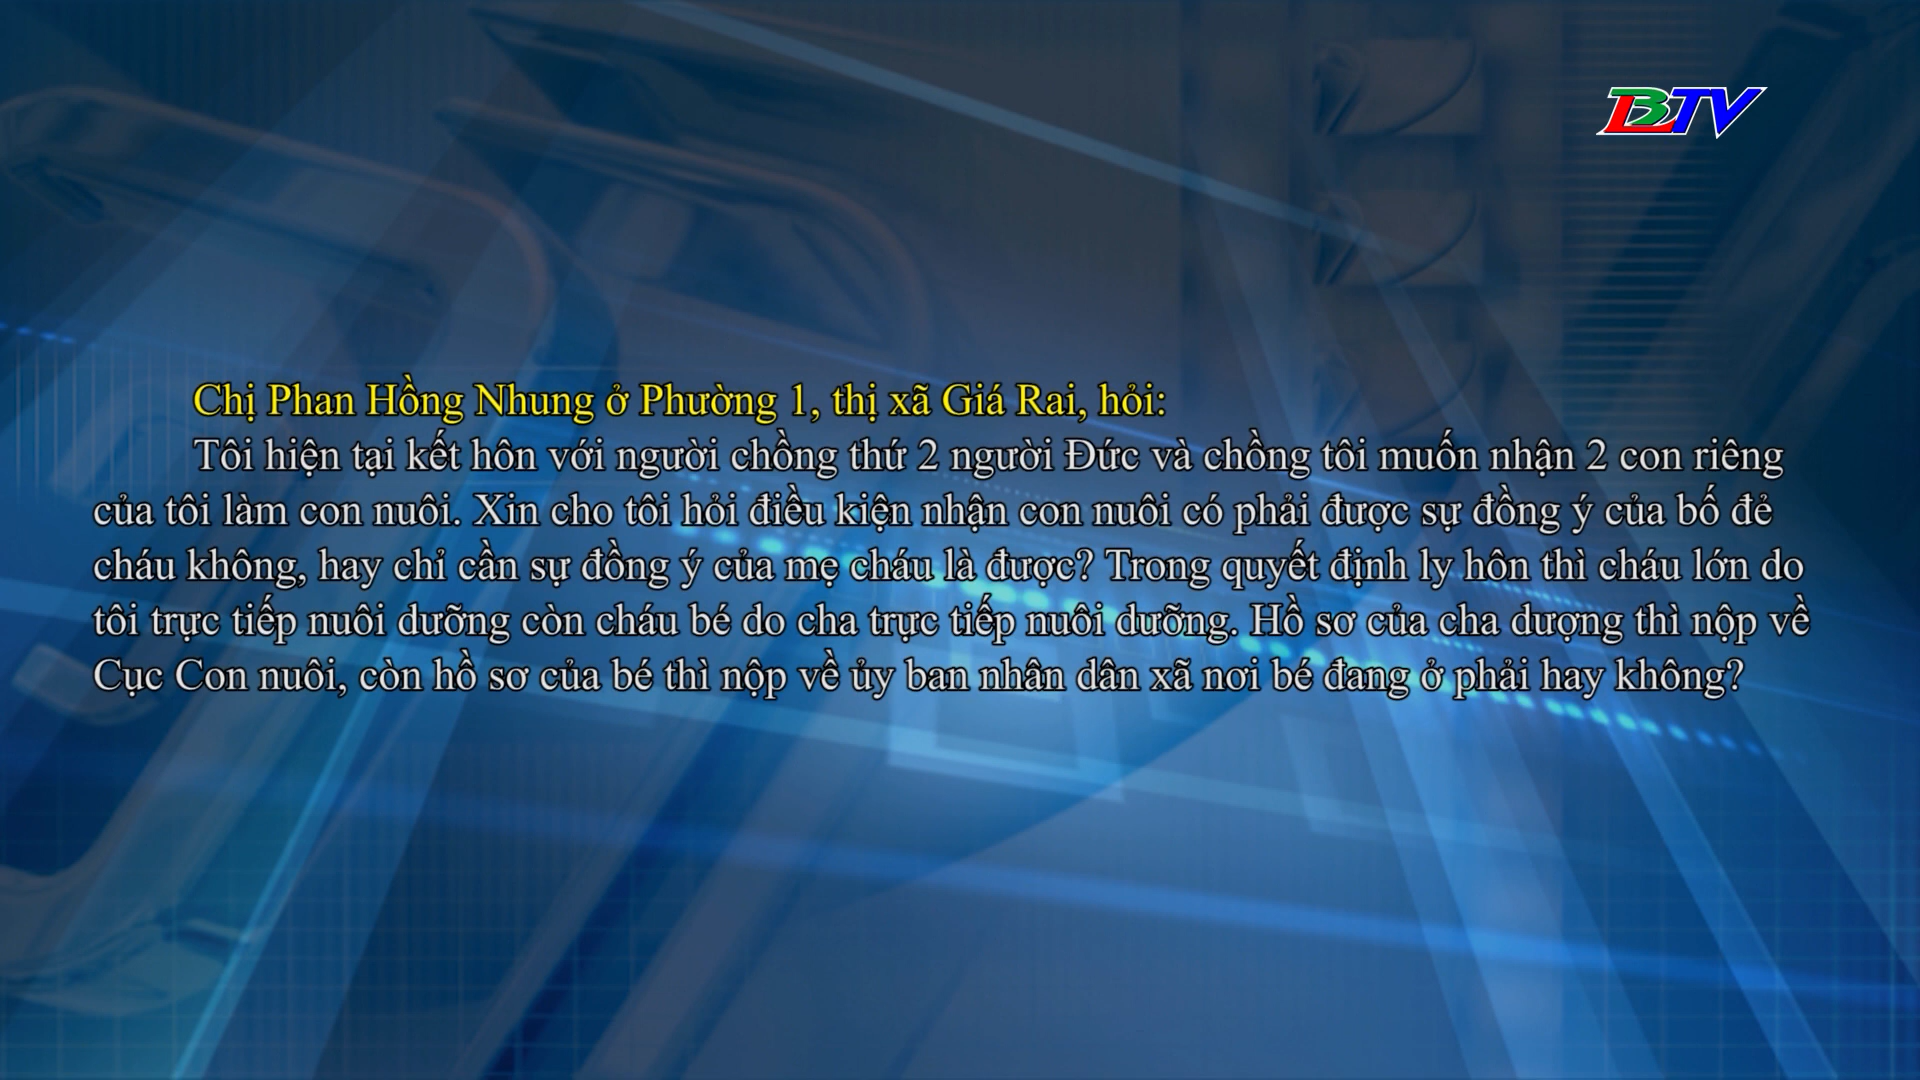 BLTV
Chị Phan Hồng Nhung ở Phường 1, thị xã Giá Rai, hỏi:
Tôi hiện tại kết hôn với người chồng thứ 2 người Đức và chồng tôi muốn nhận 2 con riêng
của tôi làm con nuôi. Xin cho tôi hỏi điều kiện nhận con nuôi có phải được sự đồng ý của bố đẻ
cháu không, hay chỉ cần sự đồng ý của mẹ cháu là được? Trong quyết định ly hôn thì cháu lớn do
tôi trực tiếp nuôi dưỡng còn cháu bé do cha trực tiếp nuôi dưỡng. Hồ sơ của cha dượng thì nộp về
Cục Con nuôi, còn hồ sơ của bé thì nộp về ủy ban nhân dân xã nơi bé đang ở phải hay không?